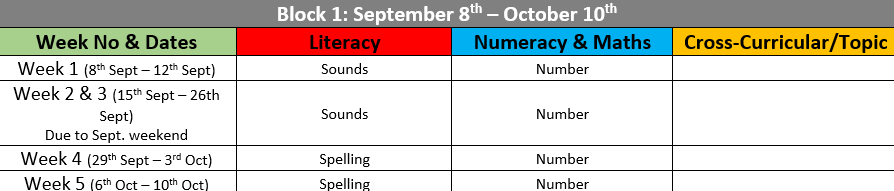 Block 1: September 8th – October 10th
Week No & Dates Literacy Numeracy & Maths Cross-Curricular/Topic
Week 1 (8th Sept – 12th Sept) Sounds Number
Week 2 & 3 (15th Sept – 26th
Sept)
Due to Sept. weekend Sounds Number
Week 4 (29th Sept – 3rd Oct) Spelling Number
Week 5 (6th Oct – 10th Oct) Spelling Number